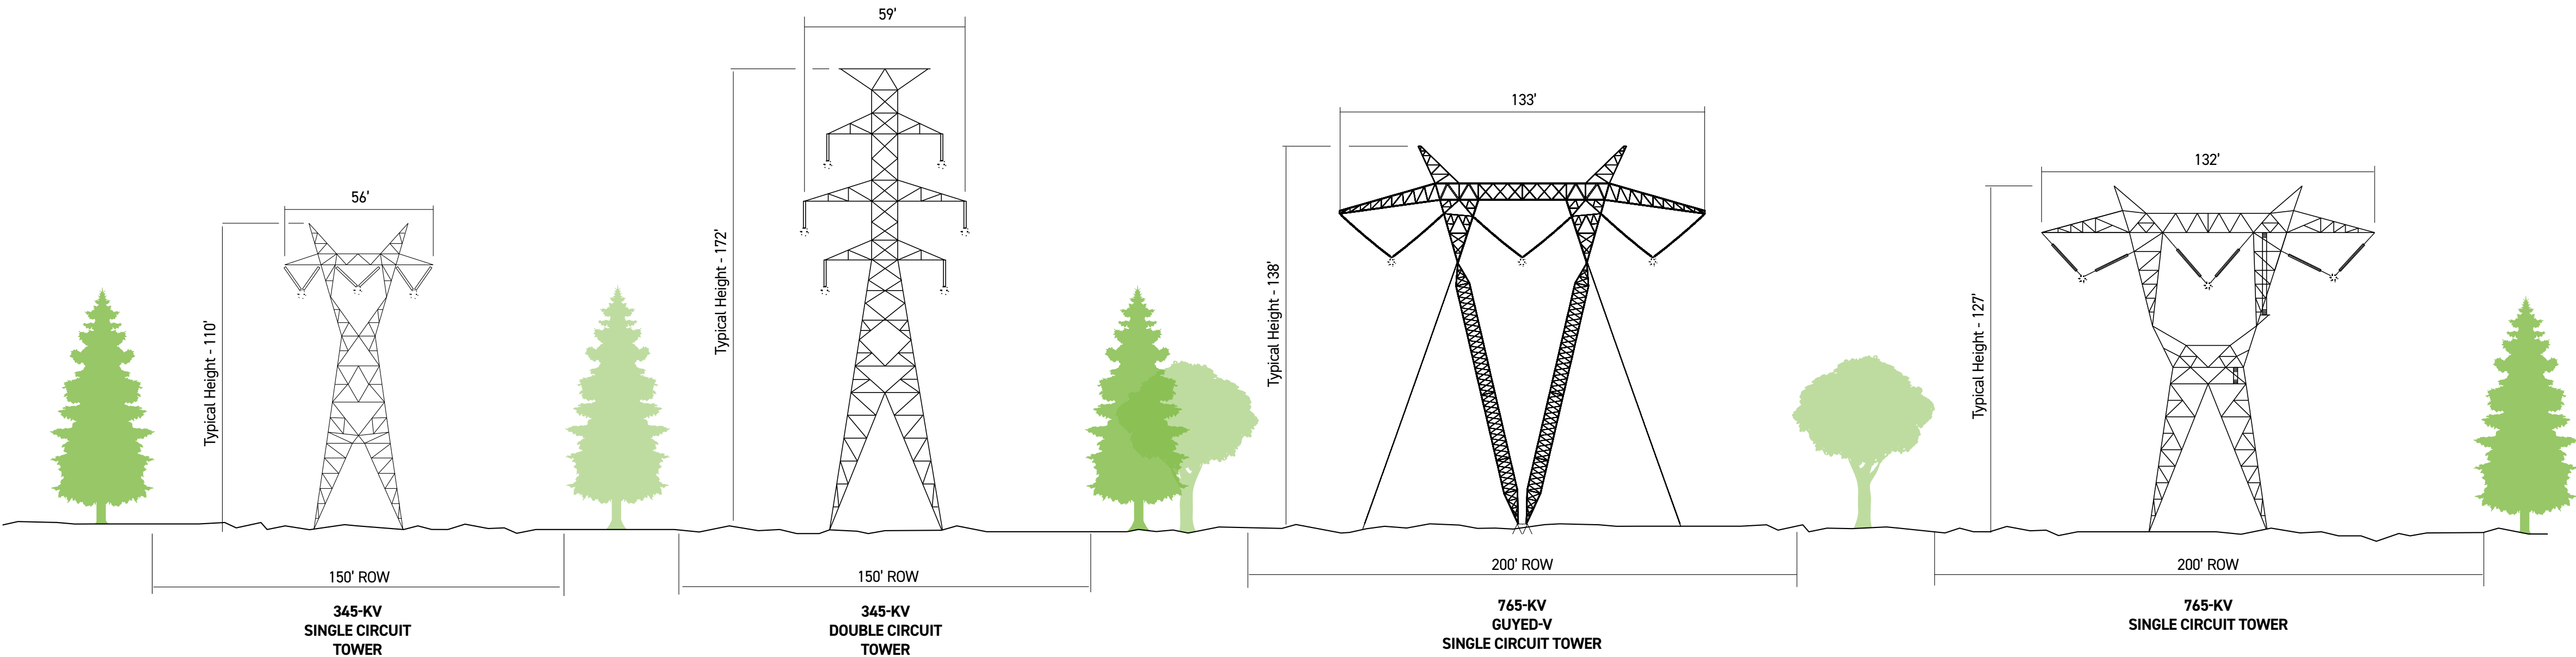 56'
Typical Height - 110'
150' ROW
345-KV
SINGLE CIRCUIT
TOWER
59'
Typical Height - 172'
150' ROW
345-KV
DOUBLE CIRCUIT
TOWER
133'
Typical Height - 138'
200' ROW
765-KV
GUYED-V
SINGLE CIRCUIT TOWER
132'
Typical Height - 127'
200' ROW
765-KV
SINGLE CIRCUIT TOWER